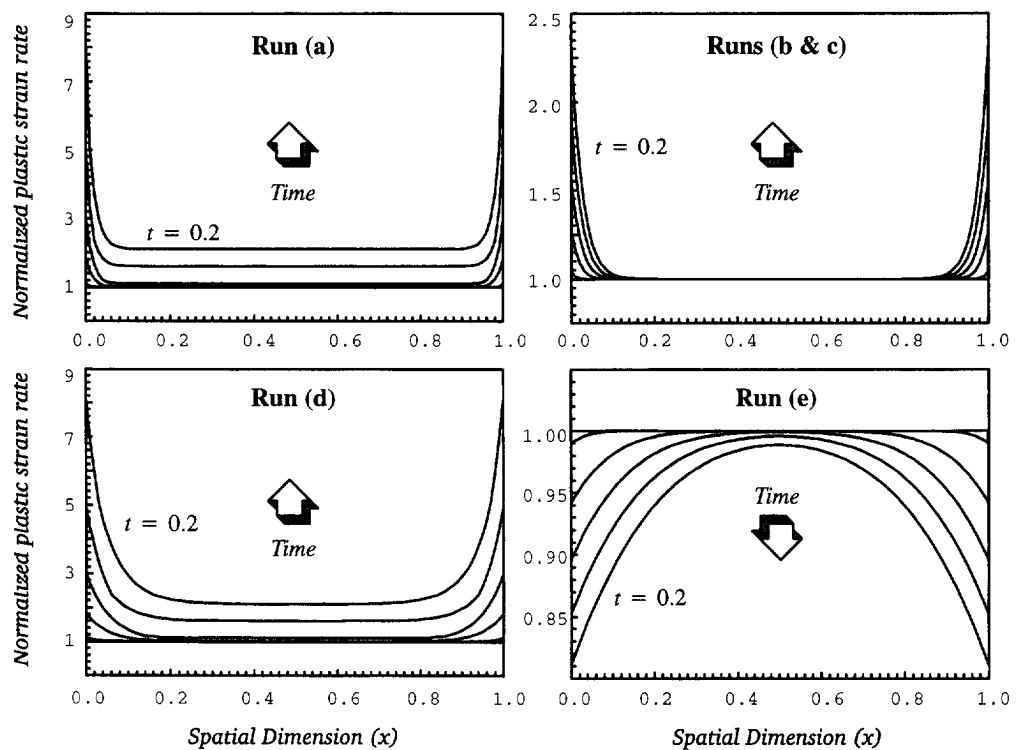 Normalized plastic strain rate
9
7
5
3
1
Run (a)
Time
t = 0.2
0.0 0.2 0.4 0.6 0.8 1.0
2.5
2.0
1.5
1.0
Runs (b & c)
t = 0.2
Time
0.0 0.2 0.4 0.6 0.8 1.0
Normalized plastic strain rate
9
7
5
3
1
Run (d)
t = 0.2
Time
0.0 0.2 0.4 0.6 0.8 1.0
Spatial Dimension (x)
1.00
0.95
0.90
0.85
Run (e)
Time
t = 0.2
0.0 0.2 0.4 0.6 0.8 1.0
Spatial Dimension (x)